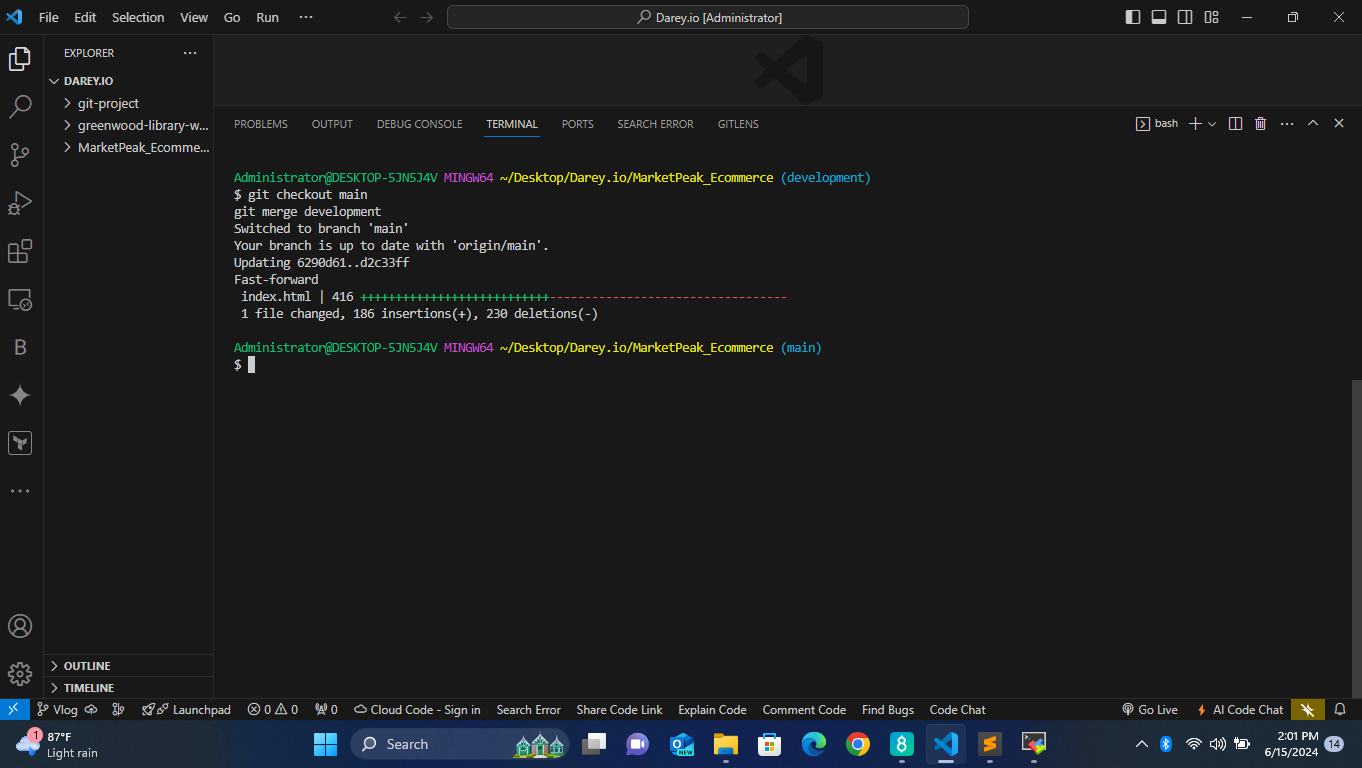 File Edit Selection View Go Run ··· Darey.io [Administrator]
EXPLORER ···
DAREY.IO
git-project
greenwood-library-w...
MarketPeak_Ecomme...
OUTLINE
TIMELINE
PROBLEMS OUTPUT DEBUG CONSOLE TERMINAL PORTS SEARCH ERROR GITLENS bash
Administrator@DESKTOP-5JN5J4V MINGW64 ~/Desktop/Darey.io/MarketPeak_Ecommerce (development)
$ git checkout main
git merge development
Switched to branch 'main'
Your branch is up to date with 'origin/main'.
Updating 6290d61..d2c33ff
Fast-forward
index.html | 416 +++++++++++++++++++++++++++----------------------------------
1 file changed, 186 insertions(+), 230 deletions(-)
Administrator@DESKTOP-5JN5J4V MINGW64 ~/Desktop/Darey.io/MarketPeak_Ecommerce (main)
$
B
Vlog Launchpad 0 0 0 Cloud Code - Sign in Search Error Share Code Link Explain Code Comment Code Find Bugs Code Chat Go Live AI Code Chat
1 87°F
Light rain
Search
NEW
8
2:01 PM
6/15/2024 14